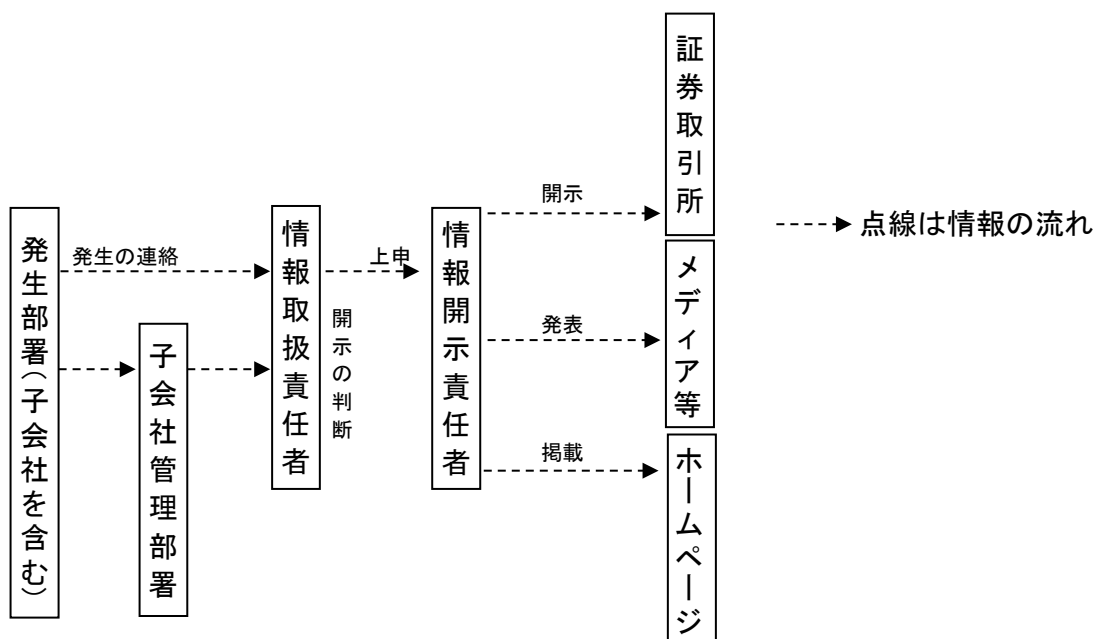 発生部署（子会社を含む）
発生の連絡
子会社管理部署
情報取扱責任者
上申
開示の判断
情報開示責任者
開示
発表
掲載
証券取引所
メディア等
ホームページ
点線は情報の流れ